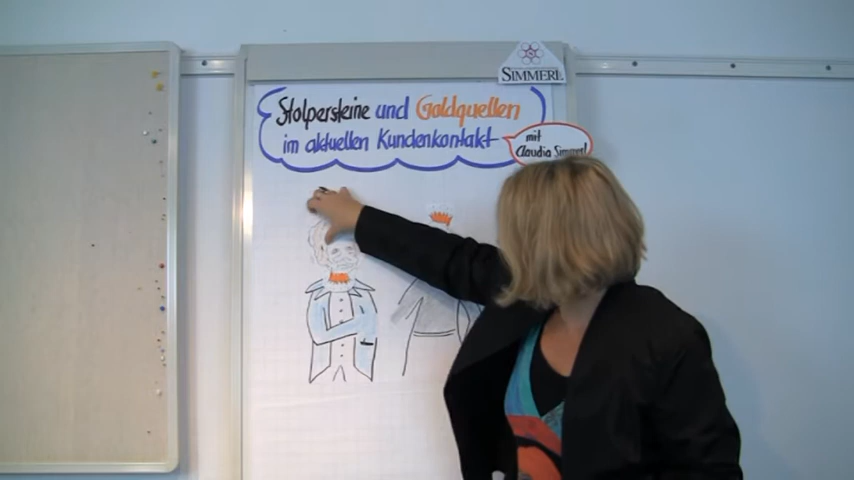 SIMMERL
Stolpersteine und Goldquellen
im aktuellen Kundenkontakt
mit
Claudia Simmerl